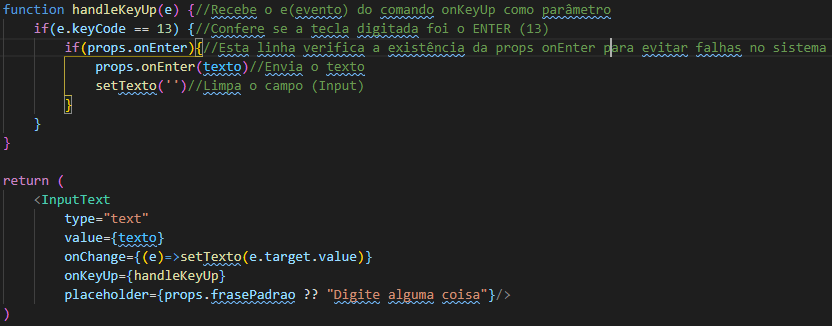 function handleKeyUp(e) {//Recebe o e(evento) do comando onKeyUp como parâmetro
    if(e.keyCode == 13) {//Confere se a tecla digitada foi o ENTER (13)
        if(props.onEnter){//Esta linha verifica a existência da props onEnter para evitar falhas no sistema
            props.onEnter(texto)//Envia o texto
            setTexto('')//Limpa o campo (Input)
        }
    }
}

return (
    <InputText
        type="text"
        value={texto}
        onChange={(e)=>setTexto(e.target.value)}
        onKeyUp={handleKeyUp}
        placeholder={props.frasePadrao ?? "Digite alguma coisa"}/>
)